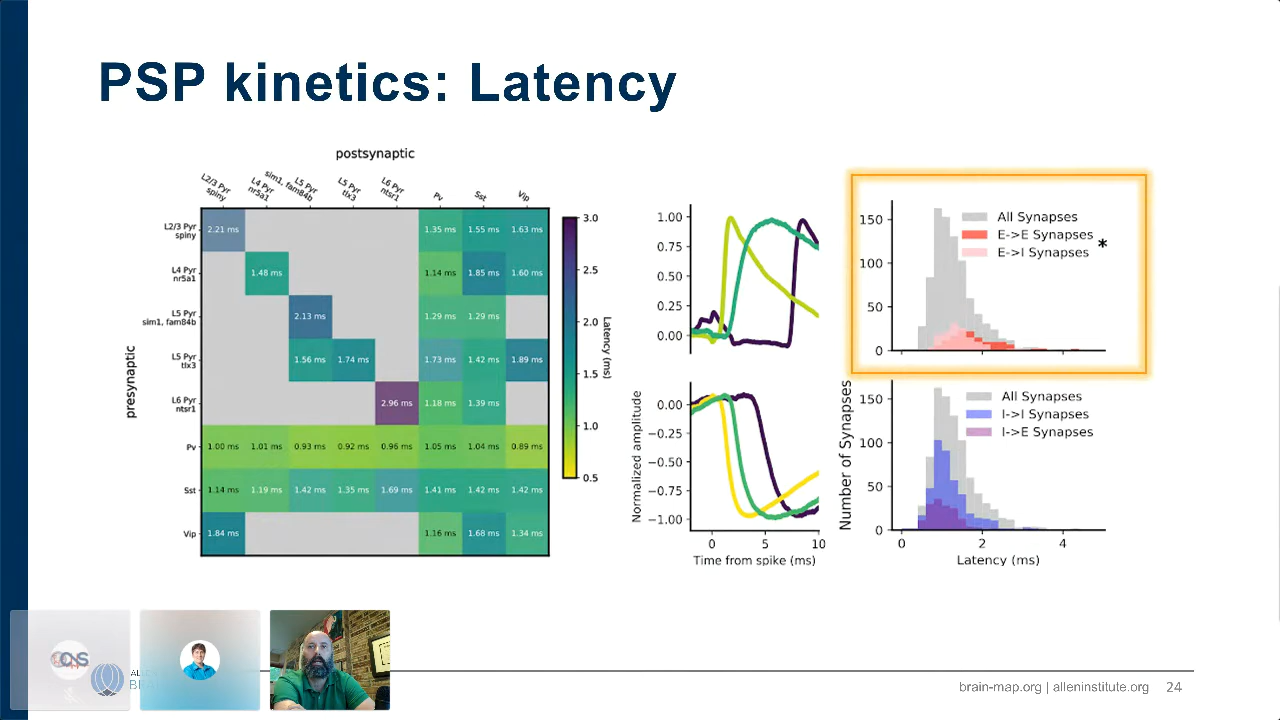 PSP kinetics: Latency
postsynaptic
L2/3 Pyr
spiny
L4 Pyr
nr5a1
L5 Pyr
sim1, fam84b
L5 Pyr
tlx3
L6 Pyr
ntsr1
Pv
Sst
Vip
presynaptic
L2/3 Pyr
spiny
2.21 ms
1.35 ms
1.55 ms
1.63 ms
L4 Pyr
nr5a1
1.48 ms
1.14 ms
1.85 ms
1.60 ms
L5 Pyr
sim1, fam84b
2.13 ms
1.29 ms
1.29 ms
L5 Pyr
tlx3
1.56 ms
1.74 ms
1.73 ms
1.42 ms
1.89 ms
L6 Pyr
ntsr1
2.96 ms
1.18 ms
1.39 ms
Pv
1.00 ms
1.01 ms
0.93 ms
0.92 ms
0.96 ms
1.05 ms
1.04 ms
0.89 ms
Sst
1.14 ms
1.19 ms
1.42 ms
1.35 ms
1.69 ms
1.41 ms
1.42 ms
1.42 ms
Vip
1.84 ms
1.16 ms
1.68 ms
1.34 ms
3.0
2.5
2.0
1.5
1.0
0.5
Latency (ms)
1.00
0.75
0.50
0.25
0.00
Normalized amplitude
0.00
−0.25
−0.50
−0.75
−1.00
0
5
10
Time from spike (ms)
150
100
50
0
All Synapses
E->E Synapses
E->I Synapses
*
Number of Synapses
150
100
50
0
All Synapses
I->I Synapses
I->E Synapses
0
2
4
Latency (ms)
brain-map.org | alleninstitute.org
24